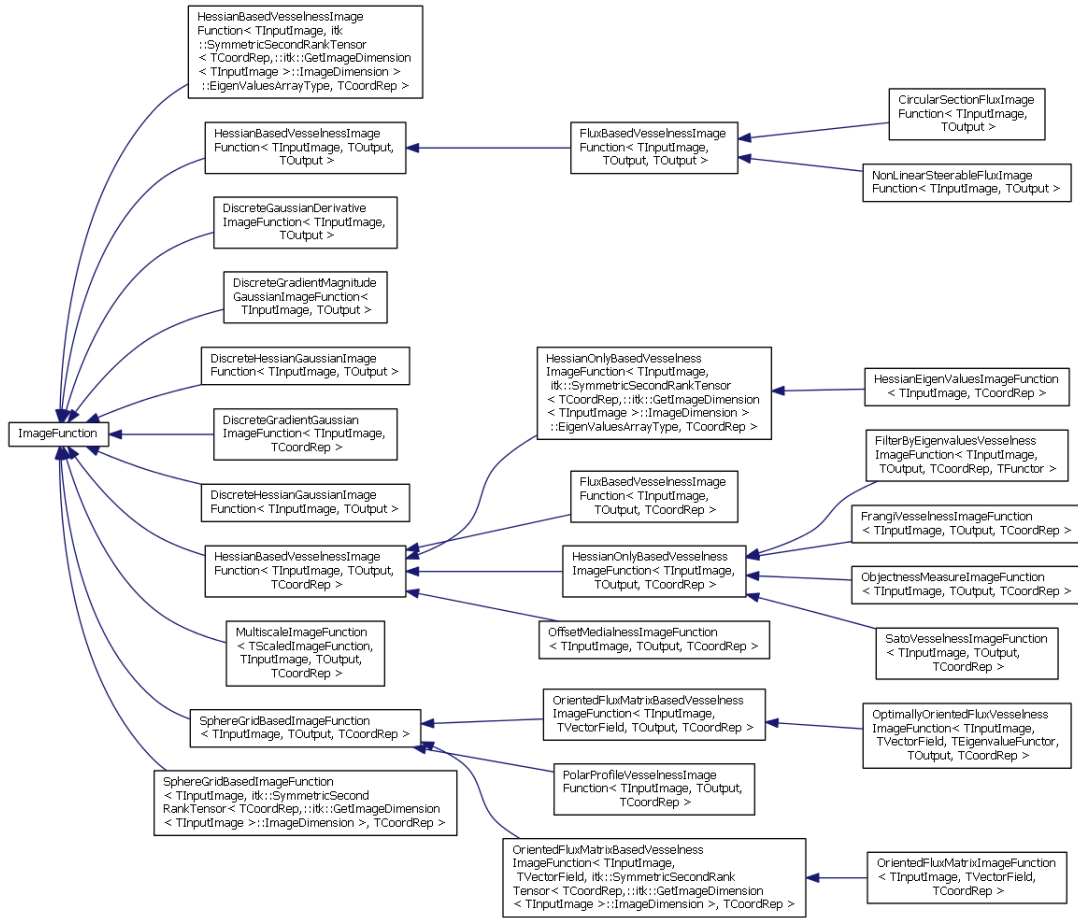 HessianBasedVesselnessImage
Function< TInputImage, itk
::SymmetricSecondRankTensor
< TCoordRep,::itk::GetImageDimension
< TInputImage >::ImageDimension >
::EigenValuesArrayType, TCoordRep >
HessianBasedVesselnessImage
Function< TInputImage, TOutput,
TOutput >
FluxBasedVesselnessImage
Function< TInputImage,
TOutput, TOutput >
CircularSectionFluxImage
Function< TInputImage,
TOutput >
NonLinearSteerableFluxImage
Function< TInputImage, TOutput >
DiscreteGaussianDerivative
ImageFunction< TInputImage,
TOutput >
DiscreteGradientMagnitude
GaussianImageFunction<
TInputImage, TOutput >
DiscreteHessianGaussianImage
Function< TInputImage, TOutput >
ImageFunction
DiscreteGradientGaussian
ImageFunction< TInputImage,
TCoordRep >
DiscreteHessianGaussianImage
Function< TInputImage, TOutput >
HessianBasedVesselnessImage
Function< TInputImage, TOutput,
TCoordRep >
HessianOnlyBasedVesselness
ImageFunction< TInputImage,
itk::SymmetricSecondRankTensor
< TCoordRep,::itk::GetImageDimension
< TInputImage >::ImageDimension >
::EigenValuesArrayType, TCoordRep >
HessianEigenValuesImageFunction
< TInputImage, TCoordRep >
FluxBasedVesselnessImage
Function< TInputImage,
TOutput, TCoordRep >
HessianOnlyBasedVesselness
ImageFunction< TInputImage,
TOutput, TCoordRep >
FilterByEigenvaluesVesselness
ImageFunction< TInputImage,
TOutput, TCoordRep, TFunctor >
FrangiVesselnessImageFunction
< TInputImage, TOutput, TCoordRep >
ObjectnessMeasureImageFunction
< TInputImage, TOutput, TCoordRep >
SatoVesselnessImageFunction
< TInputImage, TOutput,
TCoordRep >
OffsetMedialnessImageFunction
< TInputImage, TOutput, TCoordRep >
MultiscaleImageFunction
< TScaledImageFunction,
TInputImage, TOutput,
TCoordRep >
SphereGridBasedImageFunction
< TInputImage, TOutput, TCoordRep >
OrientedFluxMatrixBasedVesselness
ImageFunction< TInputImage,
TVectorField, TOutput, TCoordRep >
OptimallyOrientedFluxVesselness
ImageFunction< TInputImage,
TVectorField, TEigenvalueFunctor,
TOutput, TCoordRep >
PolarProfileVesselnessImage
Function< TInputImage, TOutput,
TCoordRep >
SphereGridBasedImageFunction
< TInputImage, itk::SymmetricSecond
RankTensor< TCoordRep,::itk::GetImageDimension
< TInputImage >::ImageDimension >, TCoordRep >
OrientedFluxMatrixBasedVesselness
ImageFunction< TInputImage,
TVectorField, itk::SymmetricSecondRank
Tensor< TCoordRep,::itk::GetImageDimension
< TInputImage >::ImageDimension >, TCoordRep >
OrientedFluxMatrixImageFunction
< TInputImage, TVectorField,
TCoordRep >